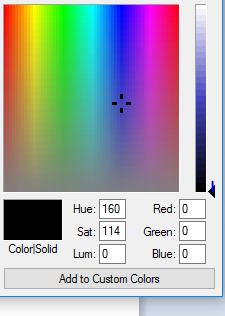 Hue: 160 Red: 0
Sat: 114 Green: 0
Color|Solid
Lum: 0 Blue: 0
Add to Custom Colors